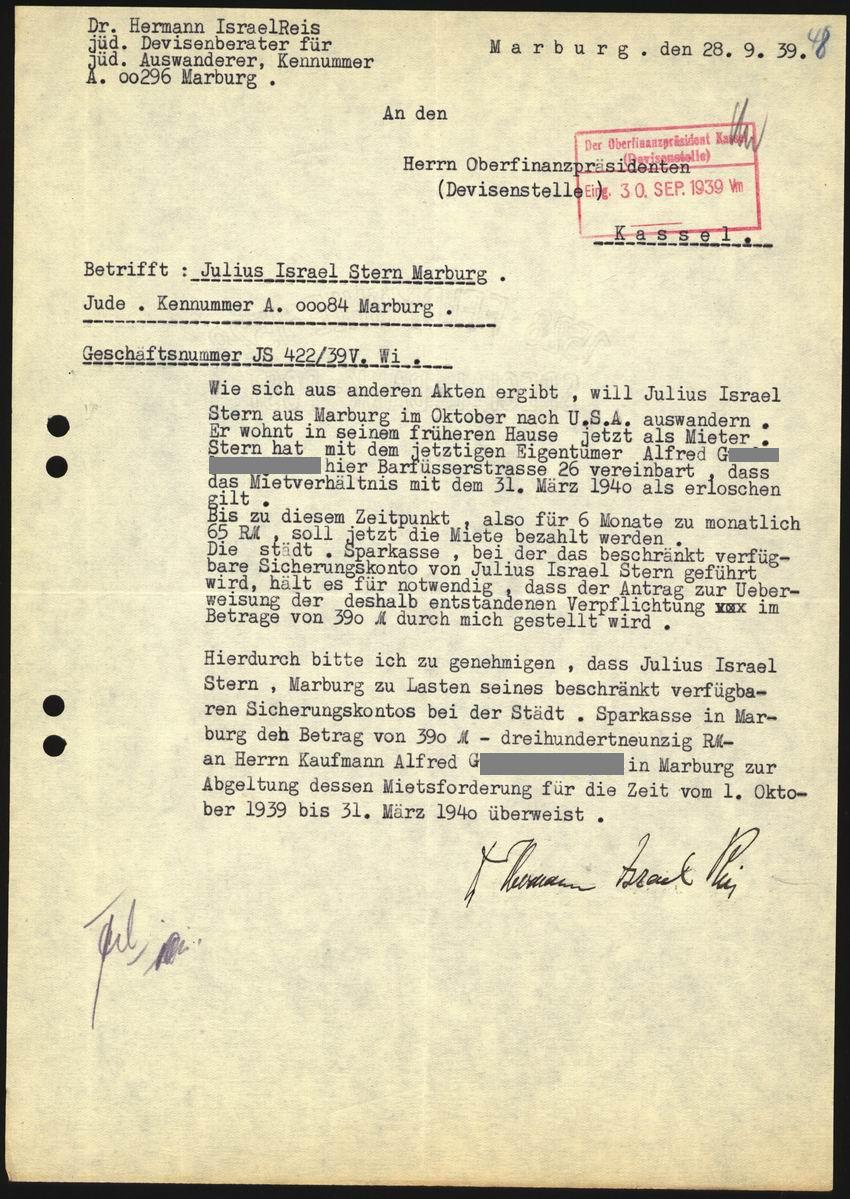 Dr. Hermann IsraelReis
jüd. Devisenberater für
jüd. Auswanderer, Kennummer
A. oo296 Marburg .
M a r b u r g . den 28. 9. 39.
48
An den
Herrn Oberfinanzpräsidenten
(Devisenstelle )
K a s s e l .
Der Oberfinanzpräsident Kassel
(Devisenstelle)
Eing. 30. SEP. 1939 Vm
Betrifft : Julius Israel Stern Marburg .
Jude . Kennummer A. ooo84 Marburg .
Geschäftsnummer JS 422/39V. Wi .
Wie sich aus anderen Akten ergibt , will Julius Israel
Stern aus Marburg im Oktober nach U.S.A. auswandern .
Er wohnt in seinem früheren Hause jetzt als Mieter .
Stern hat mit dem jetztigen Eigentümer Alfred G
hier Barfüsserstrasse 26 vereinbart , dass
das Mietverhältnis mit dem 31. März 194o als erloschen
gilt .
Bis zu diesem Zeitpunkt , also für 6 Monate zu monatlich
65 RM , soll jetzt die Miete bezahlt werden .
Die städt . Sparkasse , bei der das beschränkt verfüg-
bare Sicherungskonto von Julius Israel Stern geführt
wird, hält es für notwendig , dass der Antrag zur Ueber-
weisung der deshalb entstandenen Verpflichtung xxx im
Betrage von 39o M durch mich gestellt wird .
Hierdurch bitte ich zu genehmigen , dass Julius Israel
Stern , Marburg zu Lasten seines beschränkt verfügba-
ren Sicherungskontos bei der Städt . Sparkasse in Mar-
burg den Betrag von 39o M - dreihundertneunzig RM-
an Herrn Kaufmann Alfred G in Marburg zur
Abgeltung dessen Mietsforderung für die Zeit vom 1. Okto-
ber 1939 bis 31. März 194o überweist .
Hermann Israel Reis